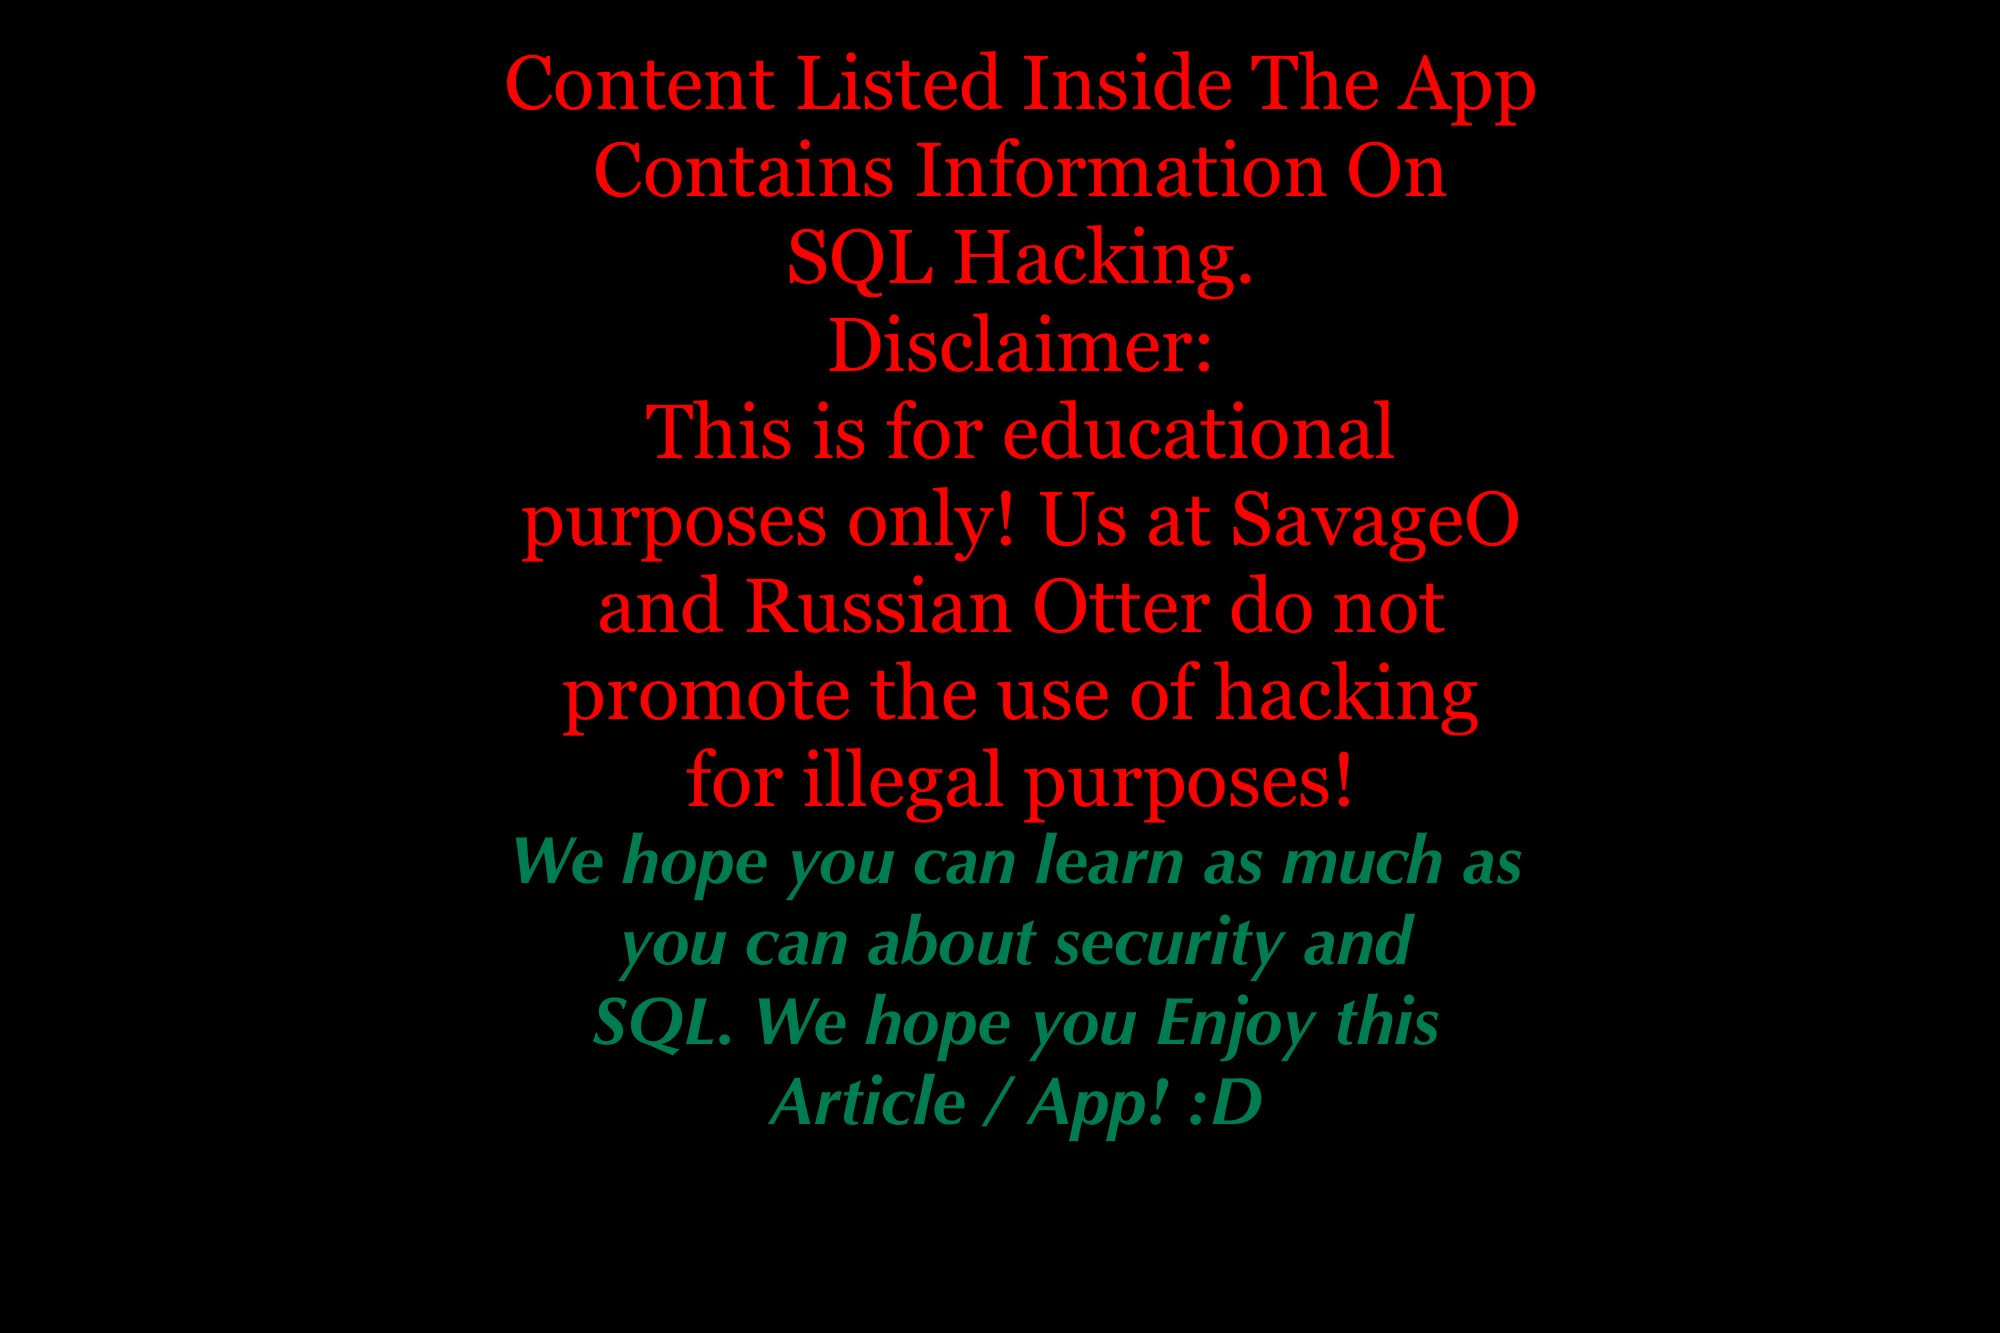 Content Listed Inside The App
Contains Information On
SQL Hacking.
Disclaimer:
This is for educational
purposes only! Us at SavageO
and Russian Otter do not
promote the use of hacking
for illegal purposes!
We hope you can learn as much as
you can about security and
SQL. We hope you Enjoy this
Article / App! :D